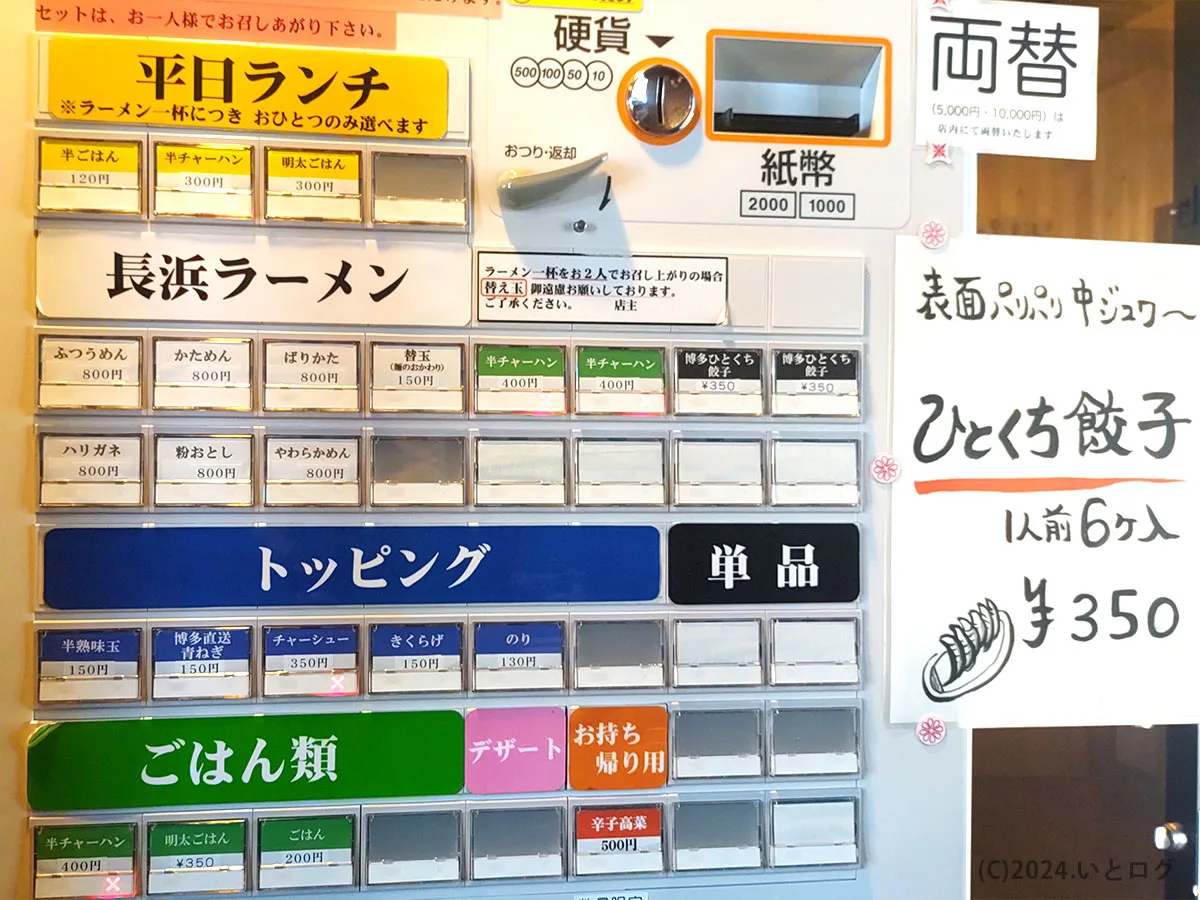 セットは、お一人様でお召しあがり下さい。
平日ランチ
※ラーメン一杯につき おひとつのみ選べます
半ごはん
120円
半チャーハン
300円
明太ごはん
300円
硬貨▼
500 100 50 10
おつり・返却
紙幣
2000 1000
両替
(5,000円・10,000円)は
店内にて両替いたします
長浜ラーメン
ラーメン一杯をお2人でお召し上がりの場合
替え玉 御遠慮お願いしております。
ご了承ください。 店主
ふつうめん
800円
かためん
800円
ばりかた
800円
替玉
(麺のおかわり)
150円
半チャーハン
400円
半チャーハン
400円
博多ひとくち
餃子
¥350
博多ひとくち
餃子
¥350
ハリガネ
800円
粉おとし
800円
やわらかめん
800円
トッピング
単品
半熟味玉
150円
博多直送
青ねぎ
150円
チャーシュー
350円
きくらげ
150円
のり
130円
ごはん類
デザート
お持ち
帰り用
半チャーハン
400円
明太ごはん
¥350
ごはん
200円
辛子高菜
500円
表面パリパリ中ジュワ〜
ひとくち餃子
1人前6ケ入
¥350
(C)2024.いとログ